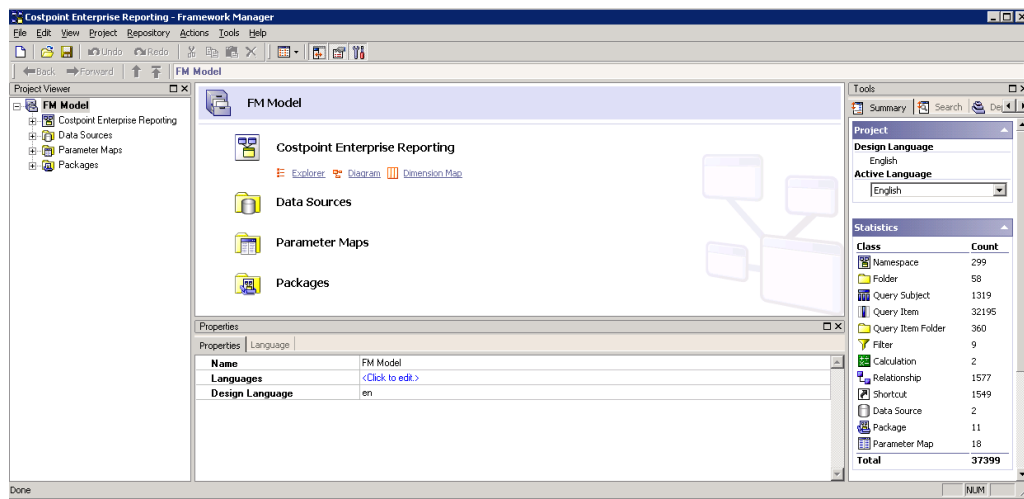 Costpoint Enterprise Reporting - Framework Manager
File Edit View Project Repository Actions Tools Help
Undo Redo
Back Forward FM Model
Project Viewer
FM Model
Costpoint Enterprise Reporting
Data Sources
Parameter Maps
Packages
FM Model
Costpoint Enterprise Reporting
Explorer Diagram Dimension Map
Data Sources
Parameter Maps
Packages
Properties
Properties Language
Name FM Model
Languages <Click to edit.>
Design Language en
Tools
Summary Search De
Project
Design Language
English
Active Language
English
Statistics
Class Count
Namespace 299
Folder 58
Query Subject 1319
Query Item 32195
Query Item Folder 360
Filter 9
Calculation 2
Relationship 1577
Shortcut 1549
Data Source 2
Package 11
Parameter Map 18
Total 37399
Done NUM